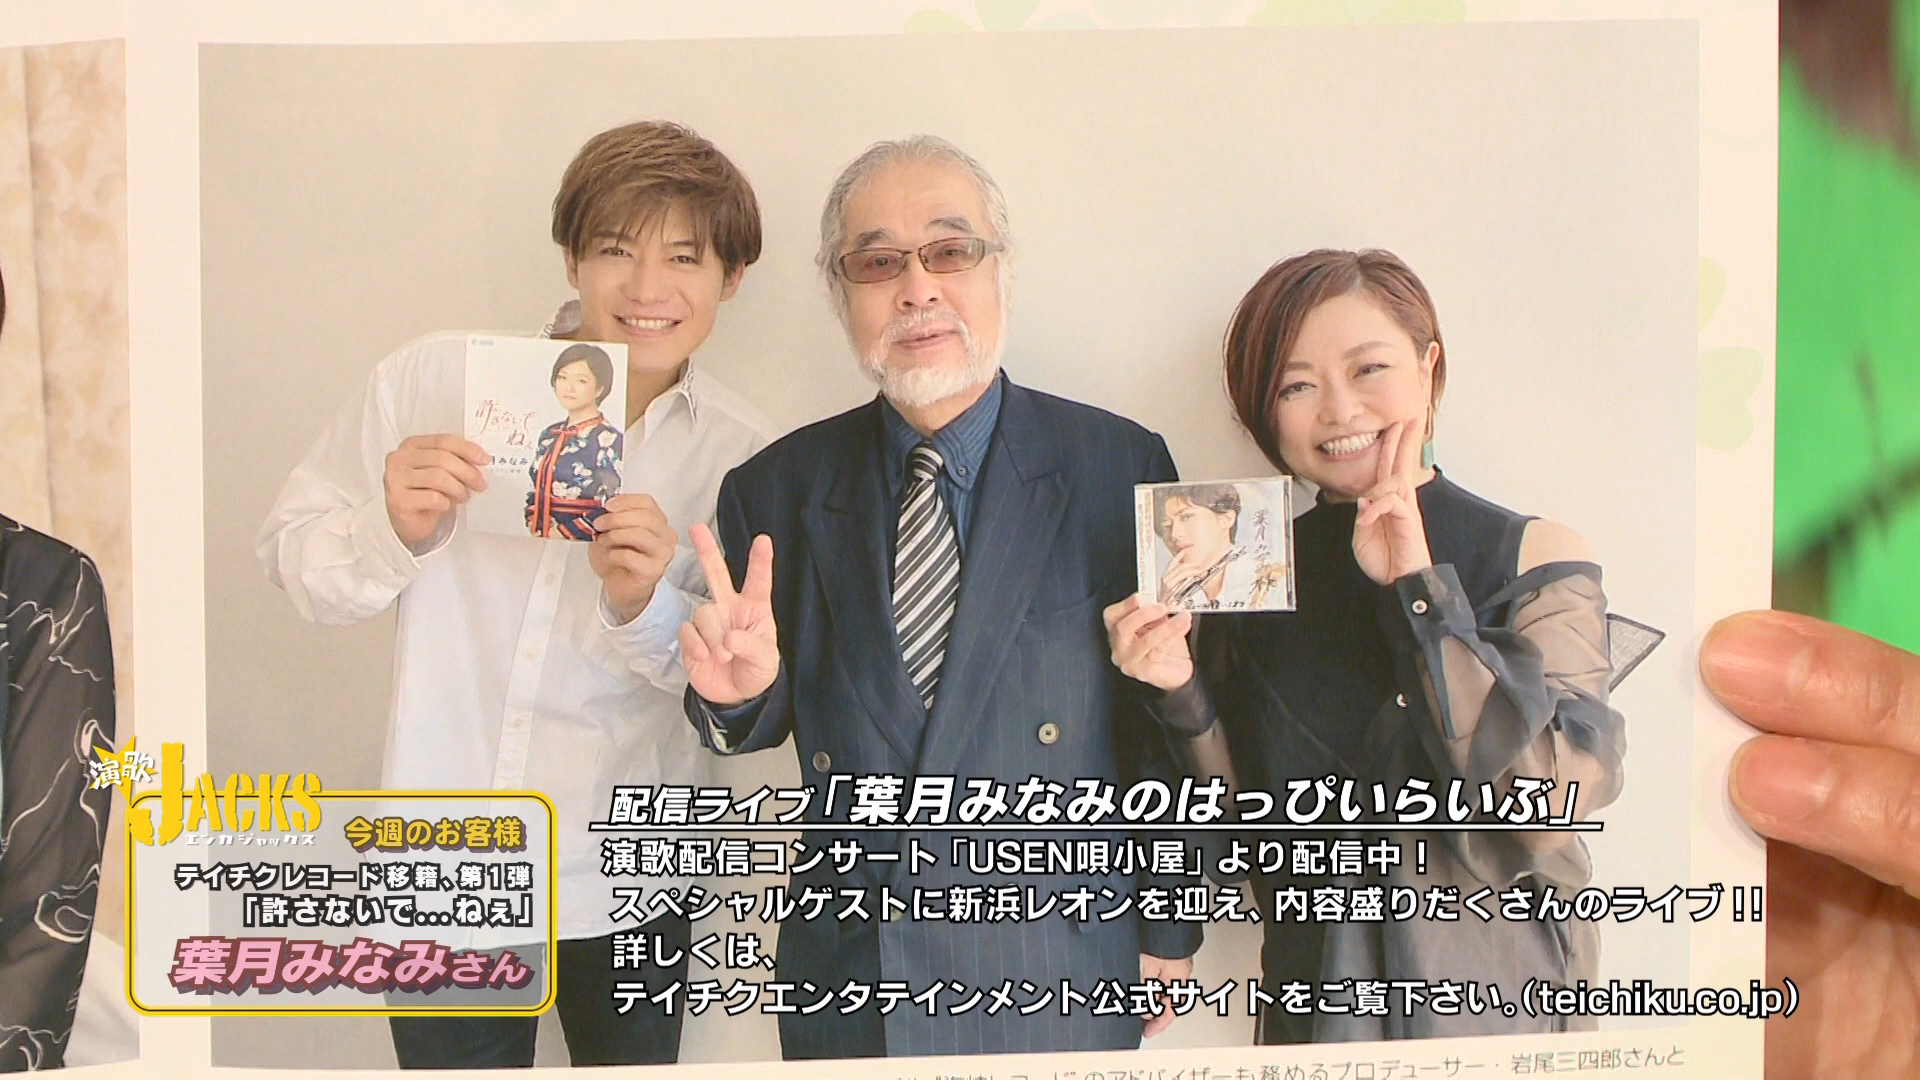 演歌
JACKS
エンカジャックス
今週のお客様
テイチクレコード移籍、第1弾
「許さないで…ねぇ」
葉月みなみさん
配信ライブ「葉月みなみのはっぴいらいぶ」
演歌配信コンサート「USEN唄小屋」より配信中！
スペシャルゲストに新浜レオンを迎え、内容盛りだくさんのライブ!!
詳しくは、
テイチクエンタテインメント公式サイトをご覧下さい。（teichiku.co.jp）
許さないで
ねぇ
月みなみ
葉月みなみ様
のアドバイザーも務めるプロデューサー・岩尾三四郎さんと